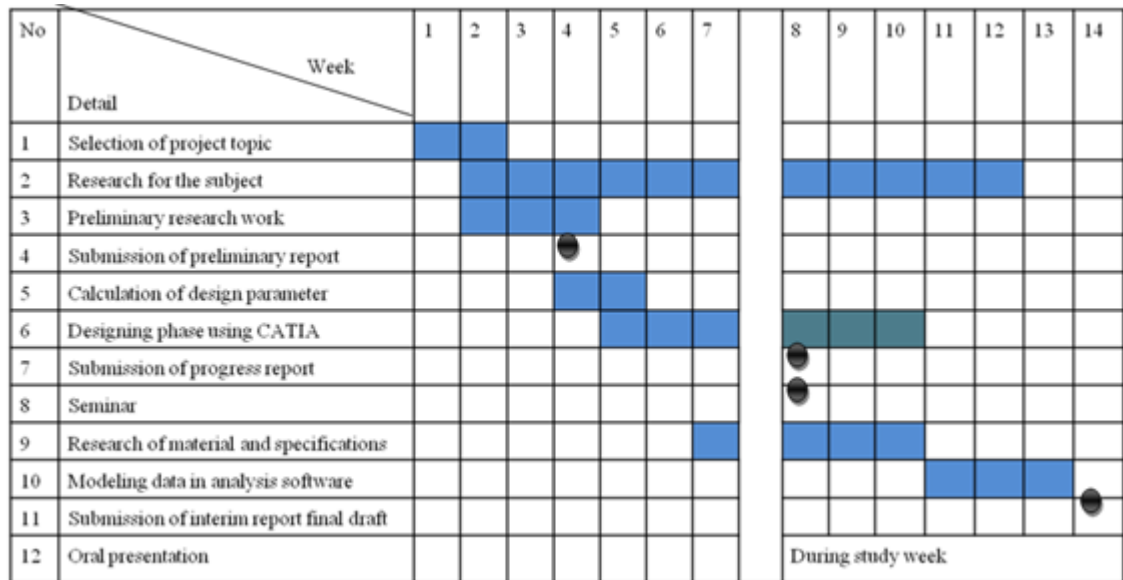 No 1 2 3 4 5 6 7 8 9 10 11 12 13 14
Week
Detail
1 Selection of project topic
2 Research for the subject
3 Preliminary research work
4 Submission of preliminary report
5 Calculation of design parameter
6 Designing phase using CATIA
7 Submission of progress report
8 Seminar
9 Research of material and specifications
10 Modeling data in analysis software
11 Submission of interim report final draft
12 Oral presentation During study week